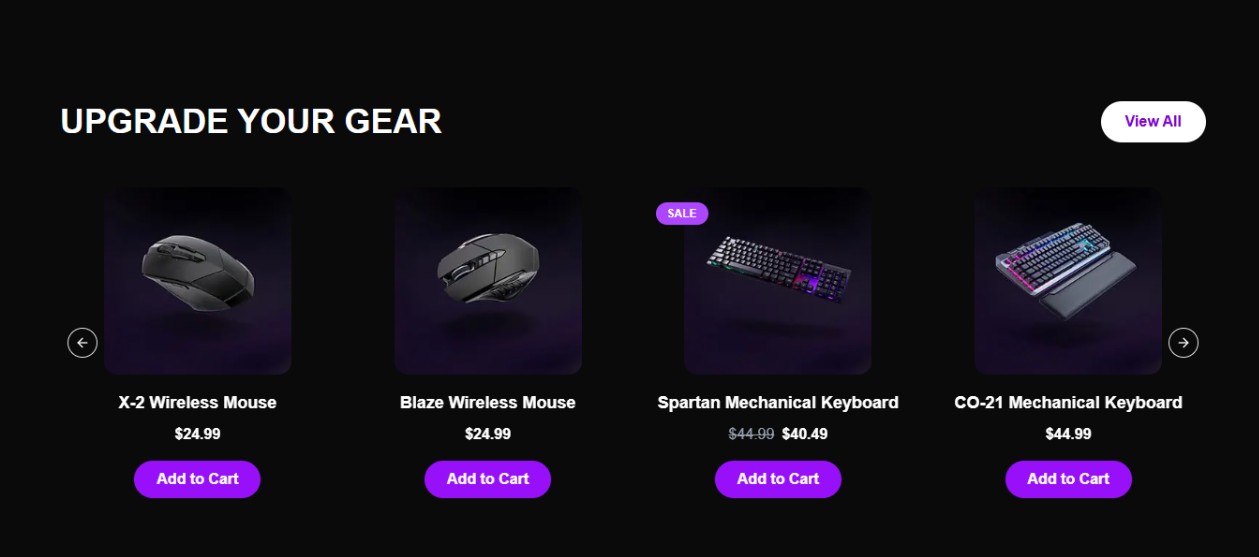 UPGRADE YOUR GEAR
View All
SALE
X-2 Wireless Mouse
$24.99
Add to Cart
Blaze Wireless Mouse
$24.99
Add to Cart
Spartan Mechanical Keyboard
$44.99 $40.49
Add to Cart
CO-21 Mechanical Keyboard
$44.99
Add to Cart